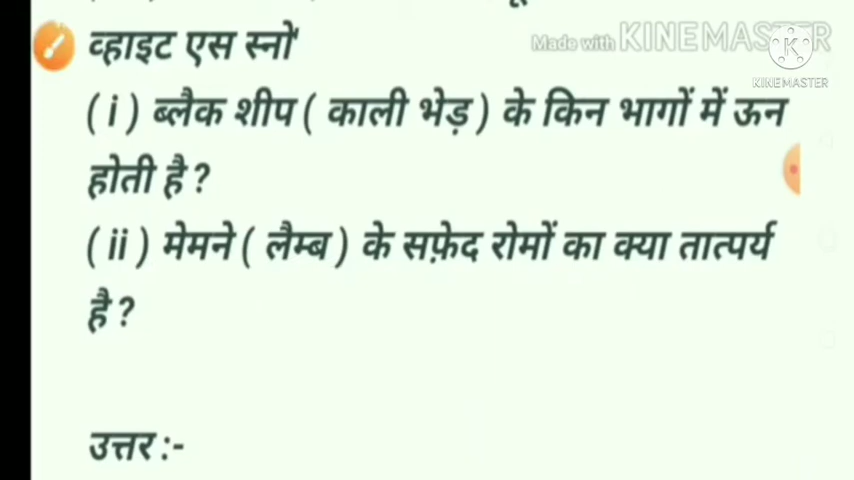 व्हाइट एस स्नो'
Made with KINEMASTER
KINEMASTER
( i ) ब्लैक शीप ( काली भेड़ ) के किन भागों में ऊन
होती है ?
( ii ) मेमने ( लैम्ब ) के सफ़ेद रोमों का क्या तात्पर्य
है ?
उत्तर :-